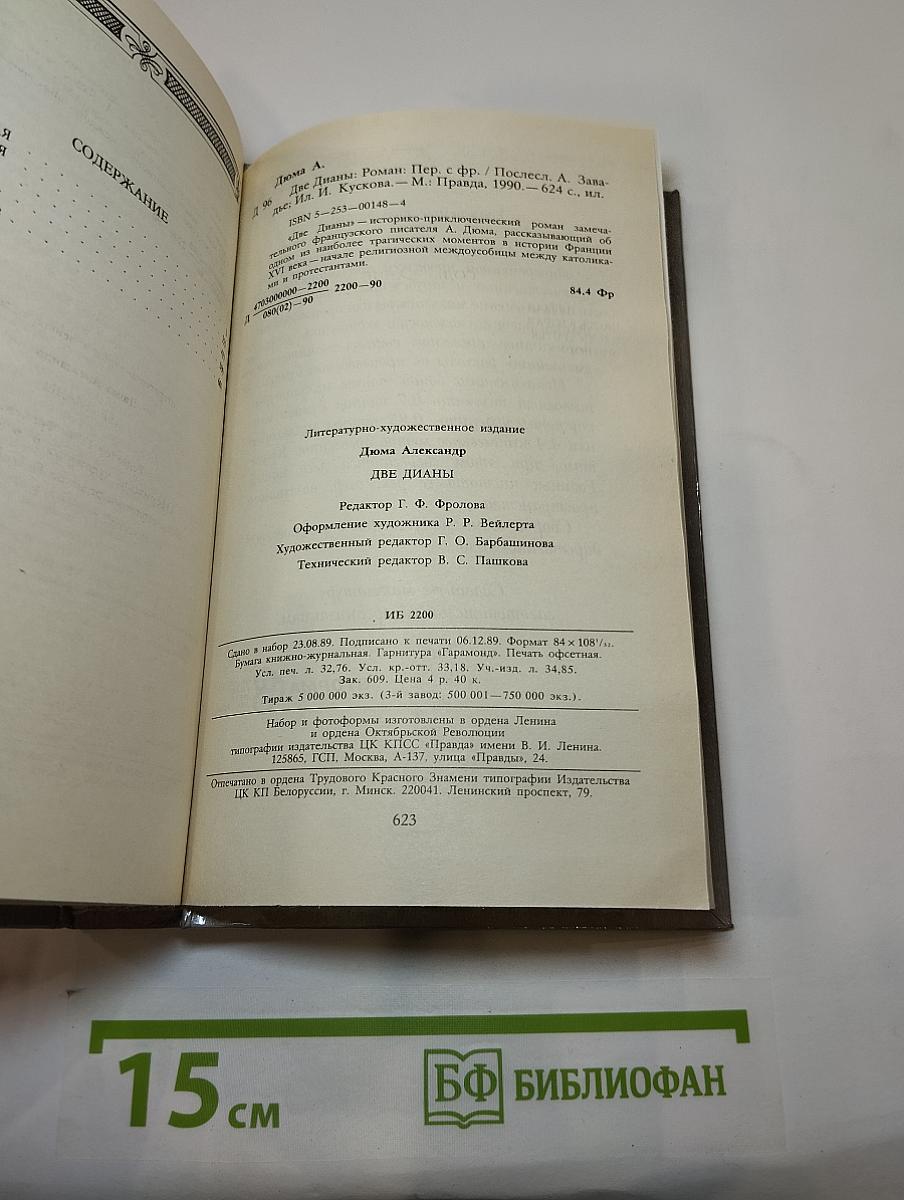 СОДЕРЖАНИЕ
Дюма А.
Д 96 Две Дианы: Роман: Пер. с фр. / Послесл. А. Зава-
дье; Ил. И. Кускова.— М.: Правда, 1990.— 624 с., ил.
ISBN 5—253—00148—4
«Две Дианы» — историко-приключенческий роман замеча-
тельного французского писателя А. Дюма, рассказывающий об
одном из наиболее трагических моментов в истории Франции
XVI века — начале религиозной междоусобицы между католика-
ми и протестантами.
Д 4703000000—2200
080(02)—90
2200—90
84.4 Фр
Литературно-художественное издание
Дюма Александр
ДВЕ ДИАНЫ
Редактор Г. Ф. Фролова
Оформление художника Р. Р. Вейлерта
Художественный редактор Г. О. Барбашинова
Технический редактор В. С. Пашкова
ИБ 2200
Сдано в набор 23.08.89. Подписано к печати 06.12.89. Формат 84×108¹/₃₂.
Бумага книжно-журнальная. Гарнитура «Гарамонд». Печать офсетная.
Усл. печ. л. 32,76. Усл. кр.-отт. 33,18. Уч.-изд. л. 34,85.
Зак. 609. Цена 4 р. 40 к.
Тираж 5 000 000 экз. (3-й завод: 500 001—750 000 экз.).
Набор и фотоформы изготовлены в ордена Ленина
и ордена Октябрьской Революции
типографии издательства ЦК КПСС «Правда» имени В. И. Ленина.
125865, ГСП, Москва, А-137, улица «Правды», 24.
Отпечатано в ордена Трудового Красного Знамени типографии Издательства
ЦК КП Белоруссии, г. Минск. 220041. Ленинский проспект, 79.
623
15 см
БФ БИБЛИОФАН